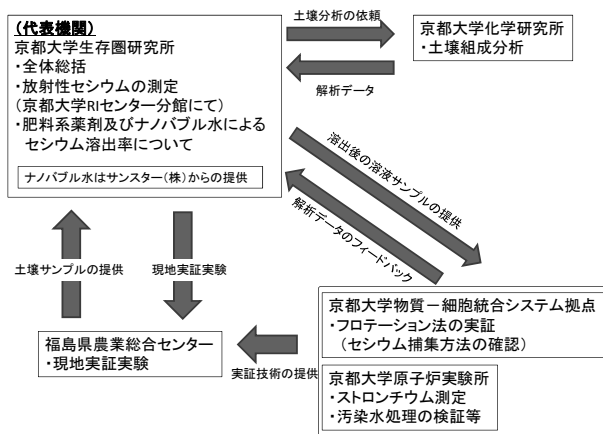 (代表機関)
京都大学生存圏研究所
・全体総括
・放射性セシウムの測定
(京都大学RIセンター分館にて)
・肥料系薬剤及びナノバブル水による
セシウム溶出率について
ナノバブル水はサンスター(株)からの提供
土壌分析の依頼
解析データ
京都大学化学研究所
・土壌組成分析
溶出後の溶液サンプルの提供
解析データのフィードバック
土壌サンプルの提供
現地実証実験
福島県農業総合センター
・現地実証実験
実証技術の提供
京都大学物質－細胞統合システム拠点
・フロテーション法の実証
(セシウム捕集方法の確認)
京都大学原子炉実験所
・ストロンチウム測定
・汚染水処理の検証等